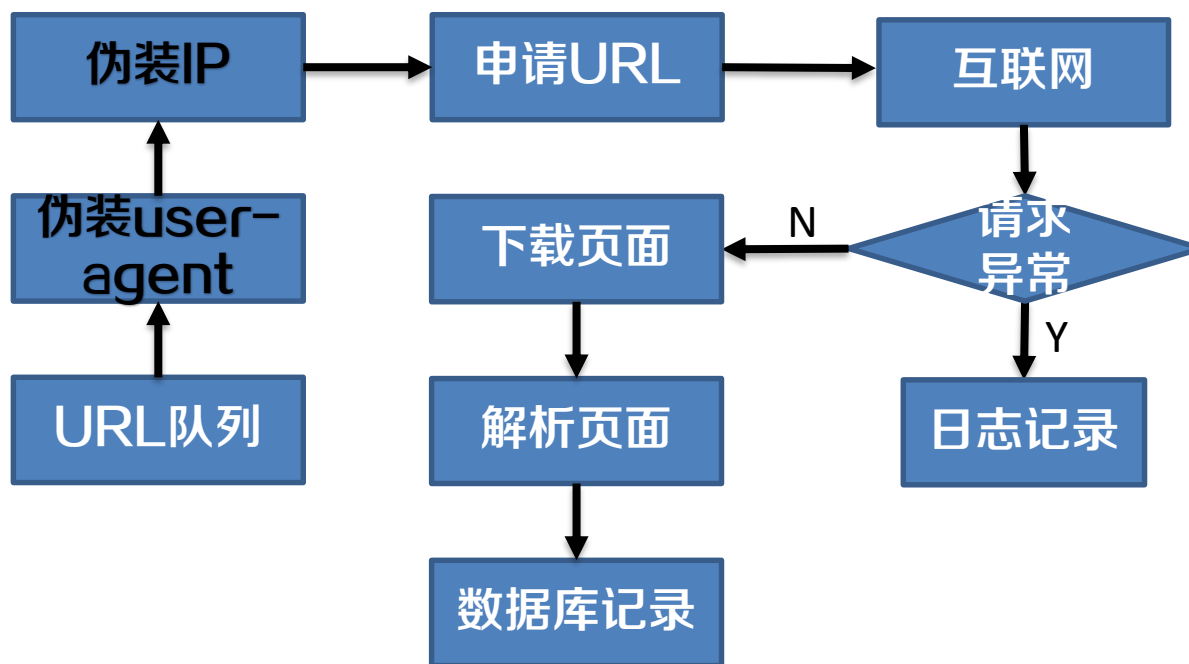 伪装IP
申请URL
互联网
伪装user-
agent
下载页面
N
请求
异常
Y
URL队列
解析页面
日志记录
数据库记录